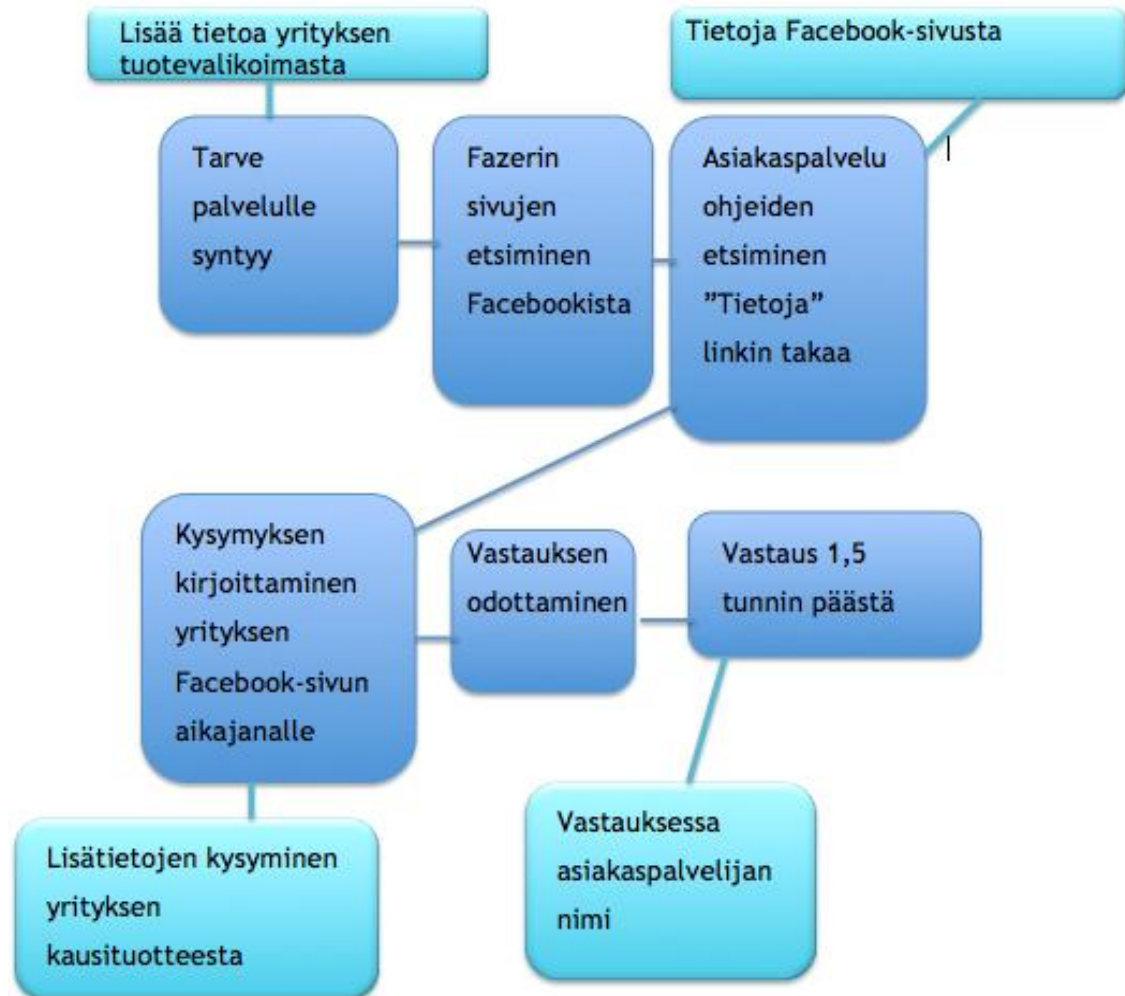 Lisää tietoa yrityksen
tuotevalikoimasta
Tietoja Facebook-sivusta
Tarve
palvelulle
syntyy
Fazerin
sivujen
etsiminen
Facebookista
Asiakaspalvelu
ohjeiden
etsiminen
”Tietoja”
linkin takaa
Kysymyksen
kirjoittaminen
yrityksen
Facebook-sivun
aikajanalle
Vastauksen
odottaminen
Vastaus 1,5
tunnin päästä
Lisätietojen kysyminen
yrityksen
kausituotteesta
Vastauksessa
asiakaspalvelijan
nimi